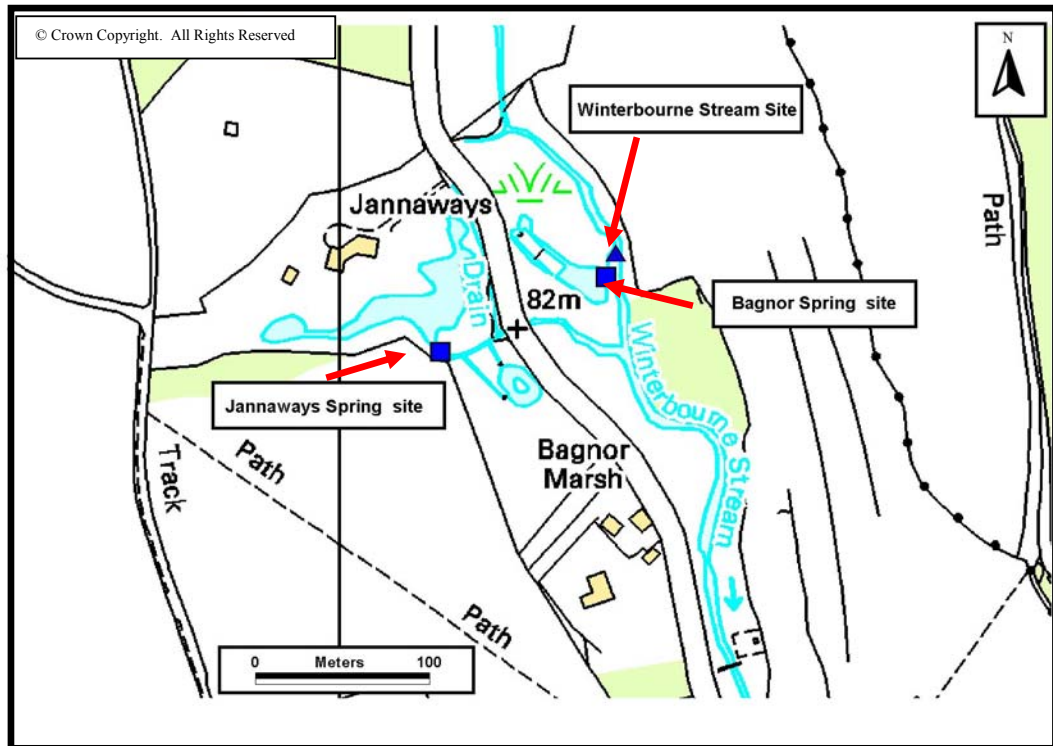 © Crown Copyright. All Rights Reserved
N
Winterbourne Stream Site
Path
Jannaways
Drain
82m
Bagnor Spring site
Winterbourne Stream
Jannaways Spring site
Track
Path
Bagnor
Marsh
Path
0 Meters 100